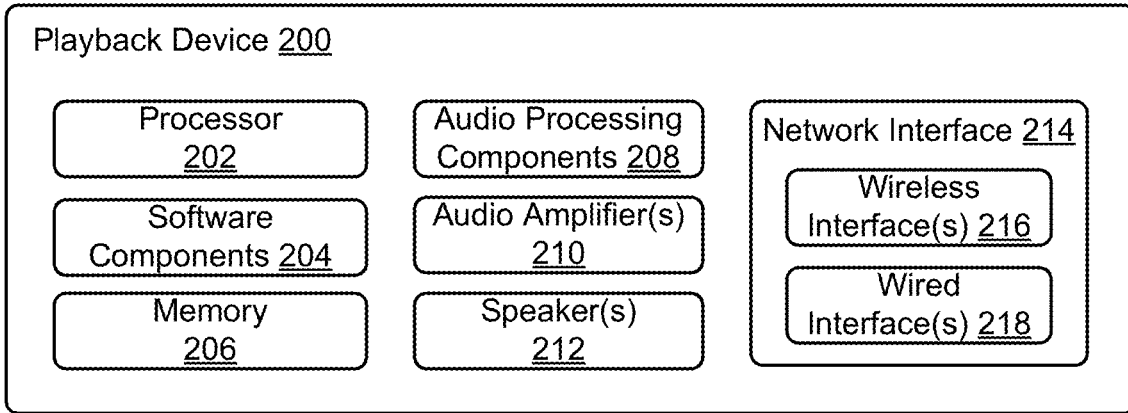 Playback Device 200
Processor
202
Software
Components 204
Memory
206
Audio Processing
Components 208
Audio Amplifier(s)
210
Speaker(s)
212
Network Interface 214
Wireless
Interface(s) 216
Wired
Interface(s) 218